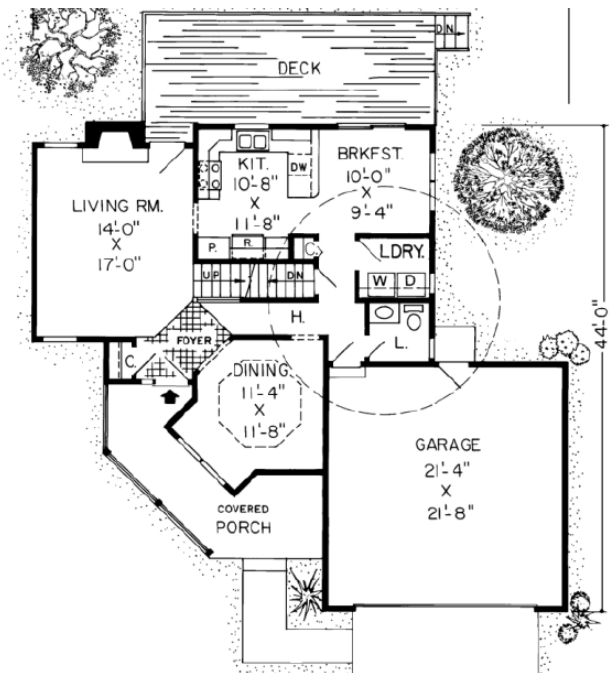 DN
DECK
KIT.
10'-8"
X
11'-8"
DW
BRKFST.
10'-0"
X
9'-4"
LIVING RM.
14'-0"
X
17'-0"
P.
R.
C.
LDRY.
W
D
UP
DN
H.
L.
FOYER
C.
DINING
11'-4"
X
11'-8"
GARAGE
21'-4"
X
21'-8"
COVERED
PORCH
44'-0"